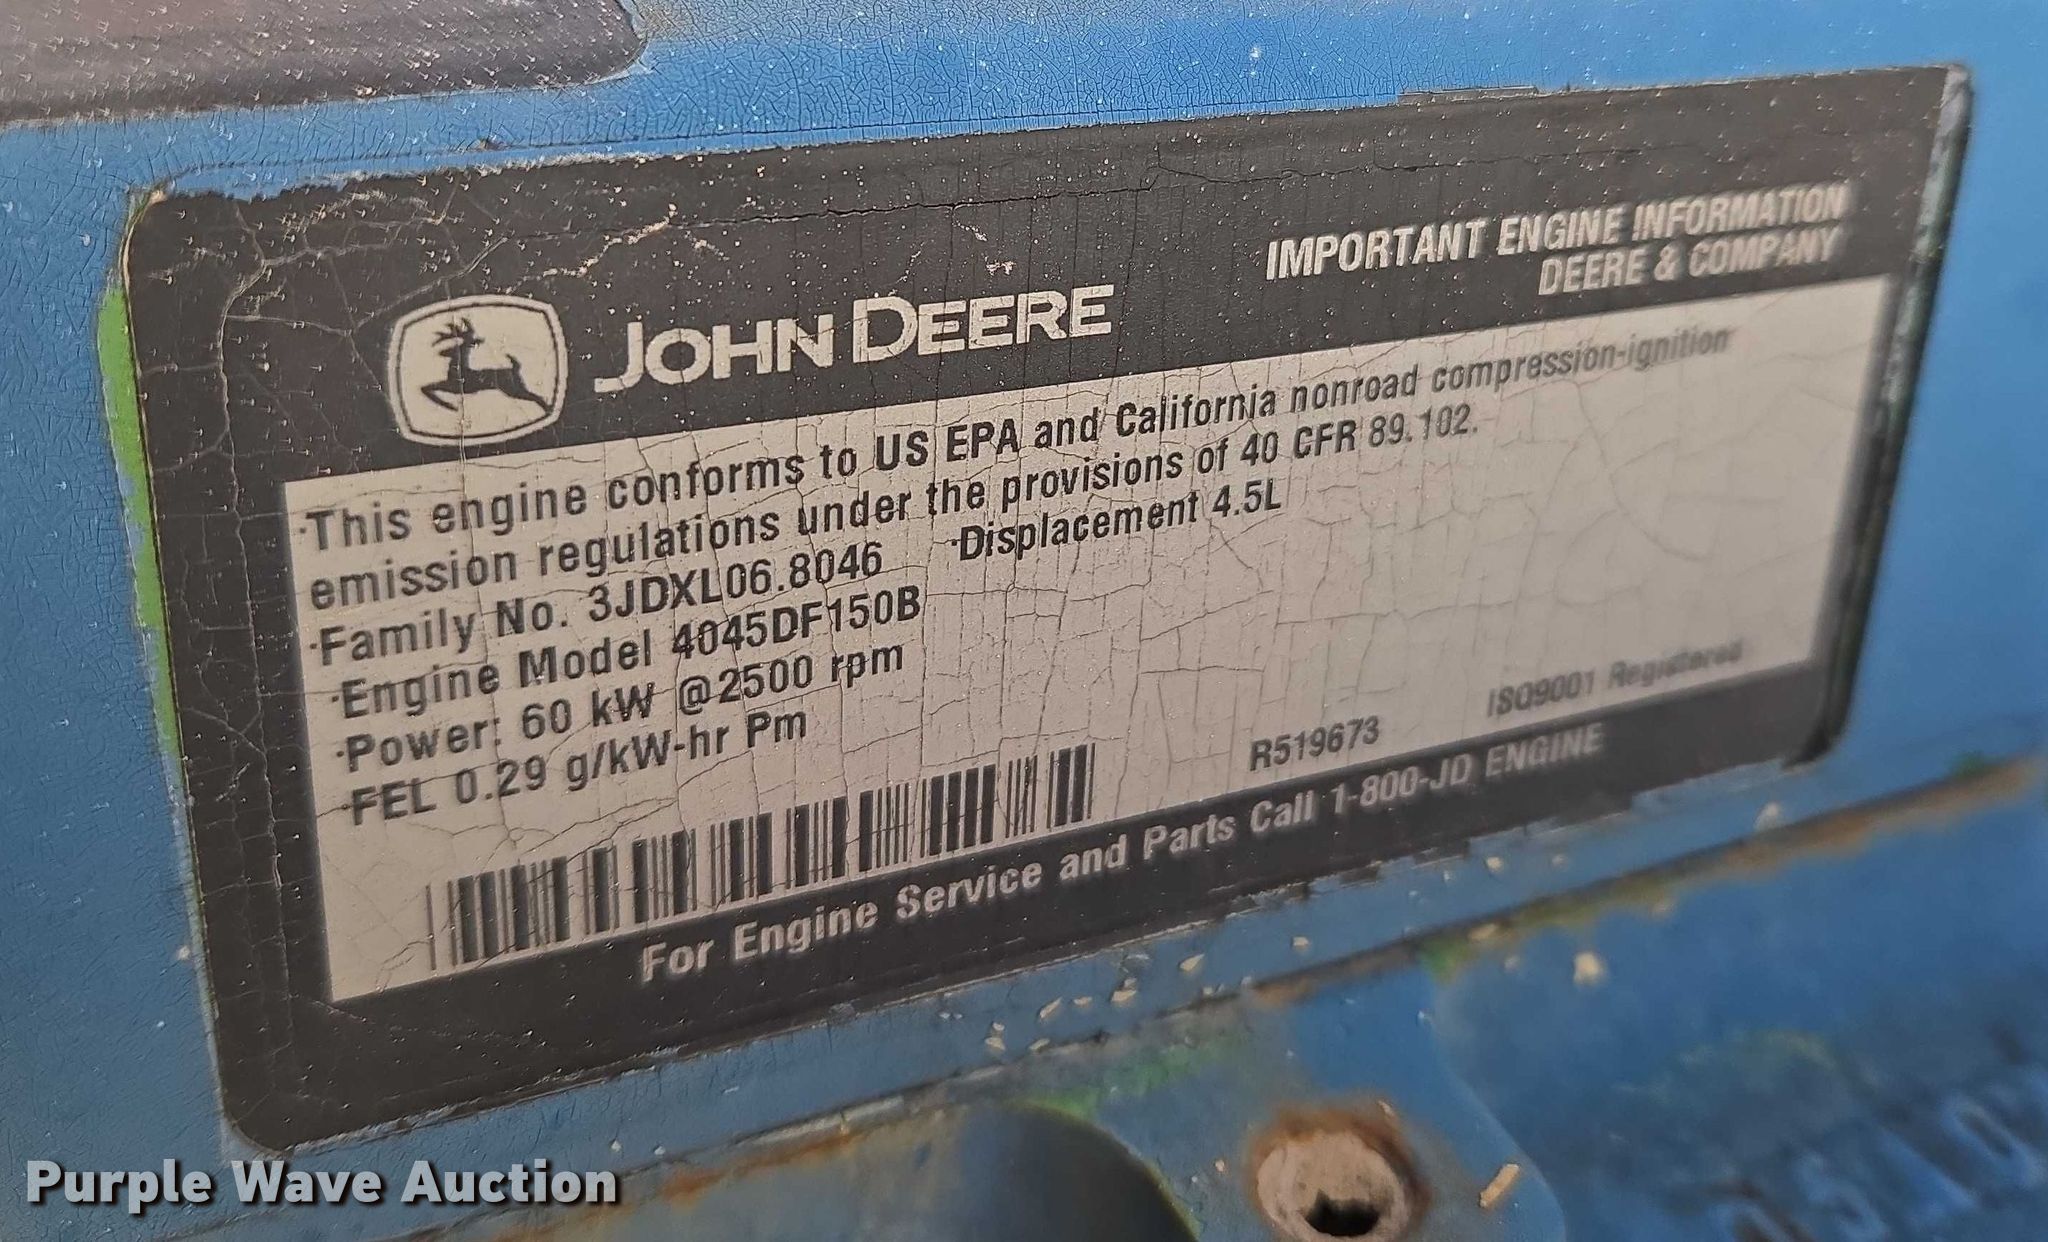 JOHN DEERE
IMPORTANT ENGINE INFORMATION
DEERE & COMPANY
·This engine conforms to US EPA and California nonroad compression-ignition
emission regulations under the provisions of 40 CFR 89.102.
·Family No. 3JDXL06.8046 ·Displacement 4.5L
·Engine Model 4045DF150B
·Power: 60 kW @2500 rpm
·FEL 0.29 g/kW-hr Pm
R519673
ISO9001 Registered
For Engine Service and Parts Call 1-800-JD ENGINE
Purple Wave Auction